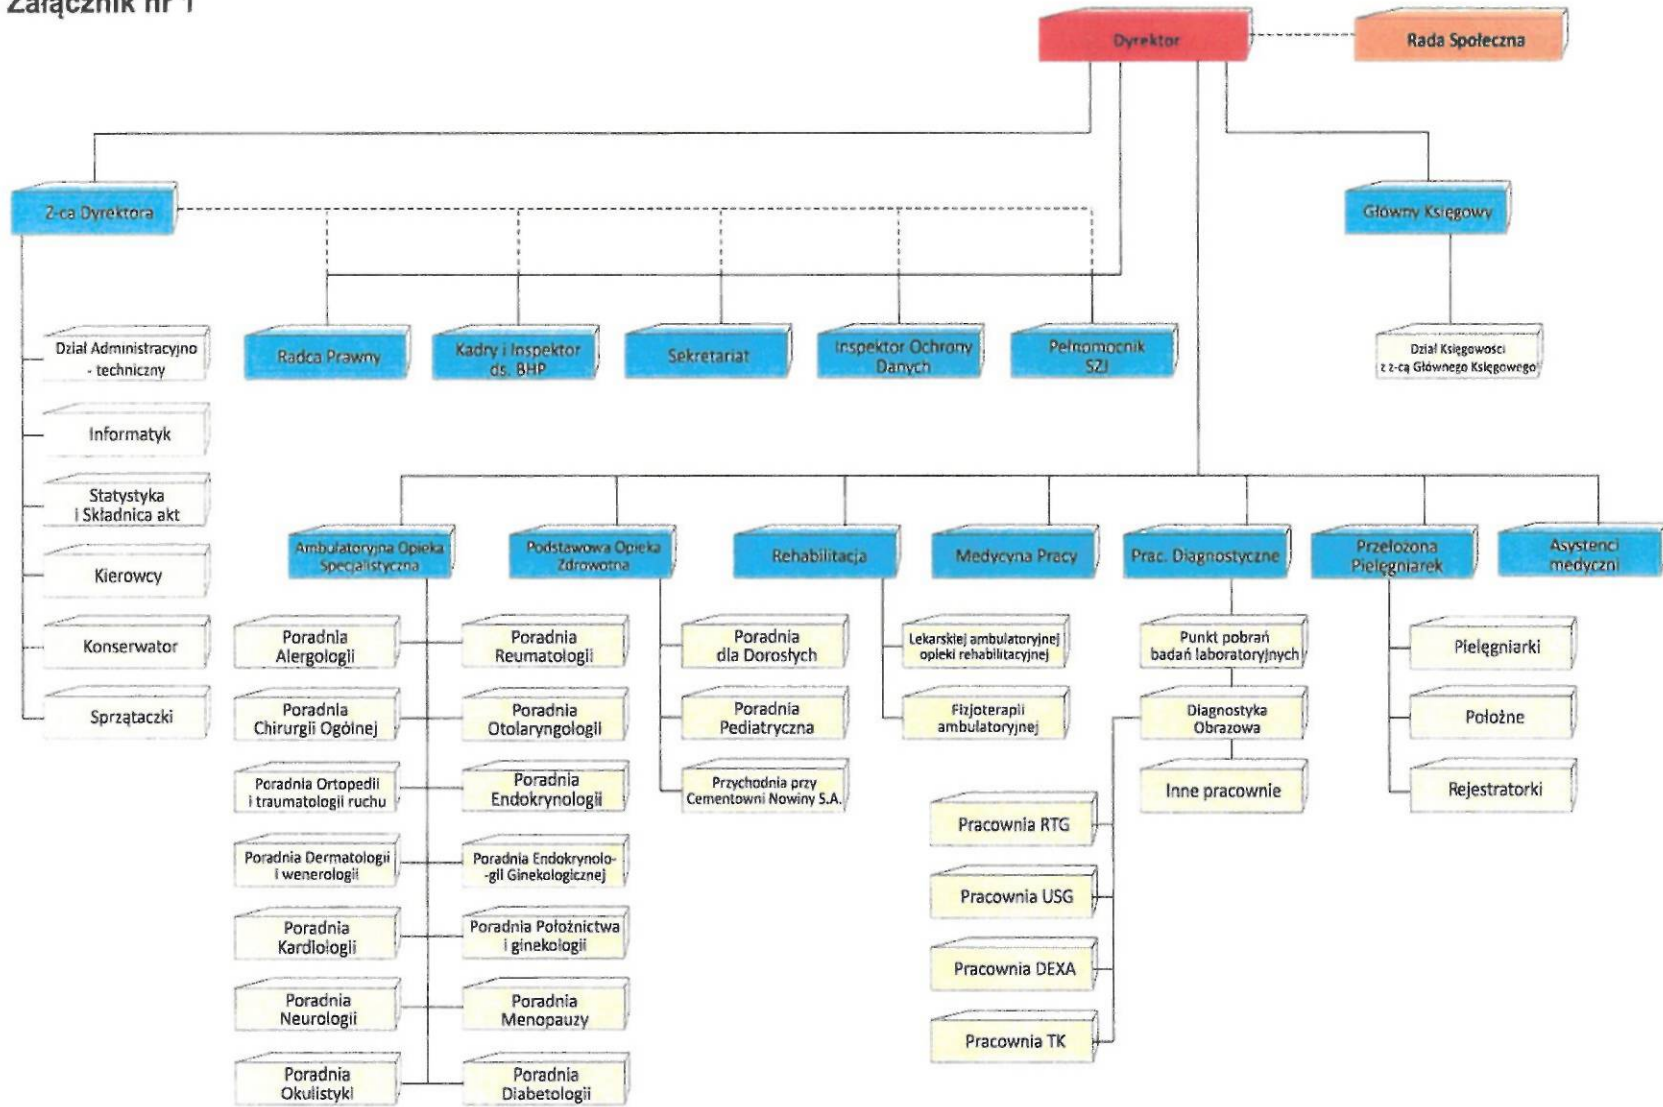 Załącznik nr 1
Dyrektor
Rada Społeczna
Z-ca Dyrektora
Główny Księgowy
Radca Prawny
Kadry i Inspektor
ds. BHP
Sekretariat
Inspektor Ochrony
Danych
Pełnomocnik
SZJ
Dział Księgowości
z z-cą Głównego Księgowego
Dział Administracyjno
- techniczny
Informatyk
Statystyka
i Składnica akt
Kierowcy
Konserwator
Sprzątaczki
Ambulatoryjna Opieka
Specjalistyczna
Podstawowa Opieka
Zdrowotna
Rehabilitacja
Medycyna Pracy
Prac. Diagnostyczne
Przełożona
Pielęgniarek
Asystenci
medyczni
Poradnia
Alergologii
Poradnia
Reumatologii
Poradnia
Chirurgii Ogólnej
Poradnia
Otolaryngologii
Poradnia Ortopedii
i traumatologii ruchu
Poradnia
Endokrynologii
Poradnia Dermatologii
i wenerologii
Poradnia Endokrynolo-
-gii Ginekologicznej
Poradnia
Kardiologii
Poradnia Położnictwa
i ginekologii
Poradnia
Neurologii
Poradnia
Menopauzy
Poradnia
Okulistyki
Poradnia
Diabetologii
Poradnia
dla Dorosłych
Poradnia
Pediatryczna
Przychodnia przy
Cementowni Nowiny S.A.
Lekarskiej ambulatoryjnej
opieki rehabilitacyjnej
Fizjoterapii
ambulatoryjnej
Punkt pobrań
badań laboratoryjnych
Diagnostyka
Obrazowa
Inne pracownie
Pracownia RTG
Pracownia USG
Pracownia DEXA
Pracownia TK
Pielęgniarki
Położne
Rejestratorki